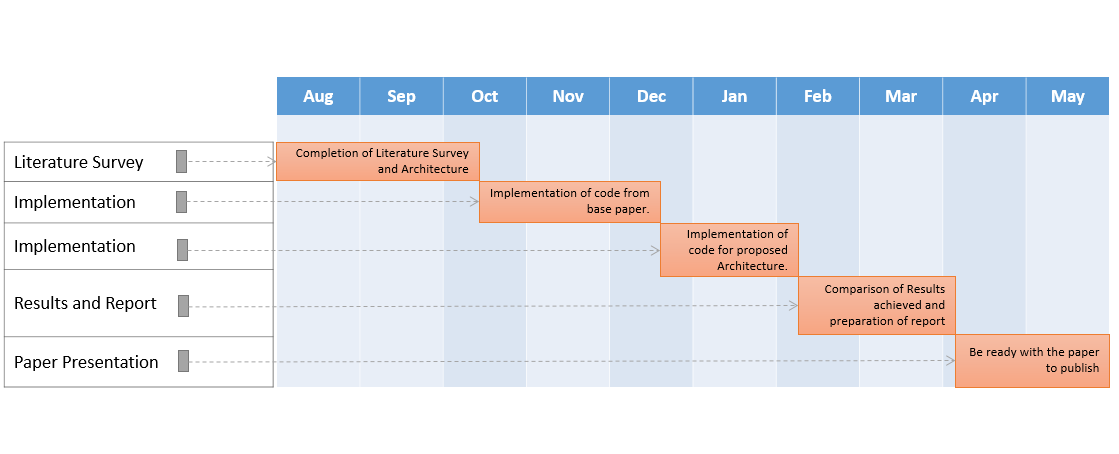 Aug Sep Oct Nov Dec Jan Feb Mar Apr May
Literature Survey
Completion of Literature Survey
and Architecture
Implementation
Implementation of code from
base paper.
Implementation
Implementation of
code for proposed
Architecture.
Results and Report
Comparison of Results
achieved and
preparation of report
Paper Presentation
Be ready with the paper
to publish